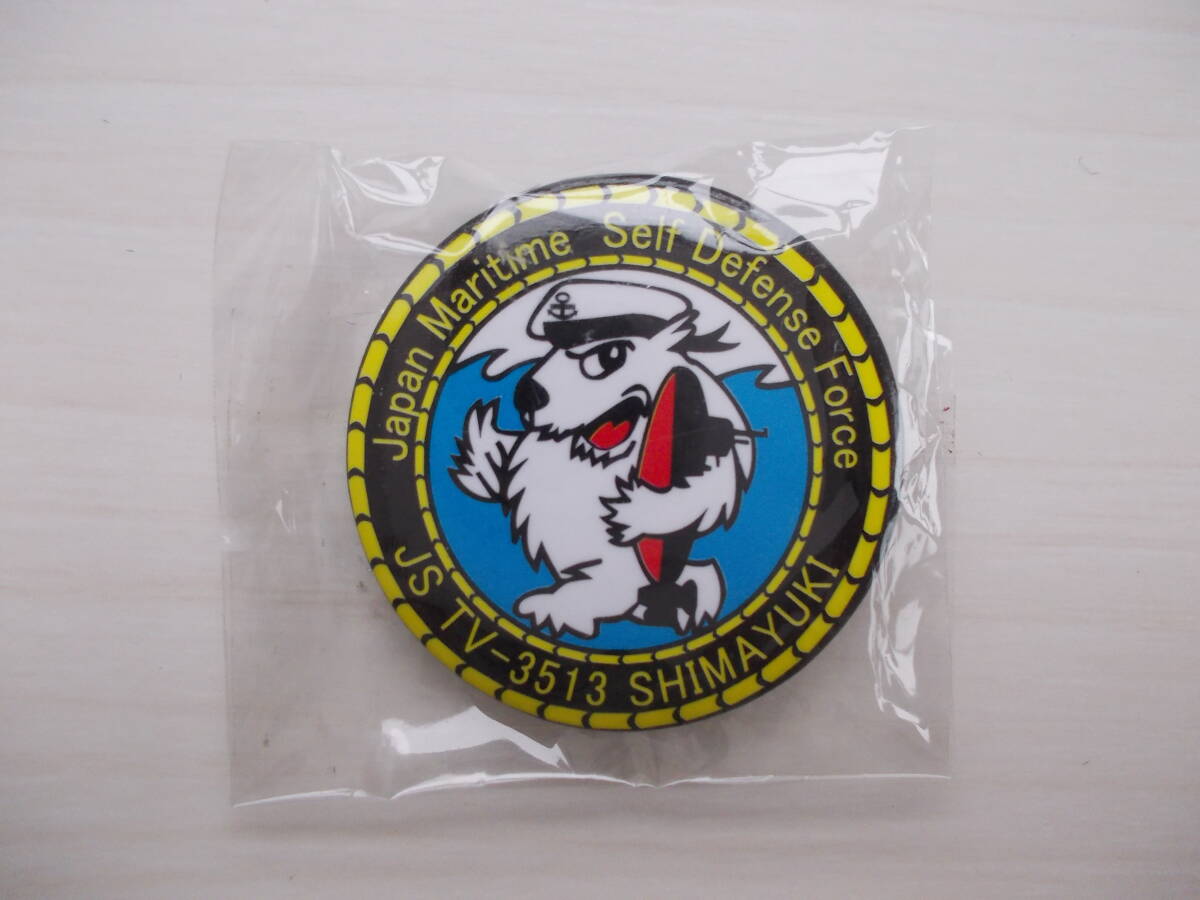 Japan Maritime Self Defense Force
JS TV-3513 SHIMAYUKI